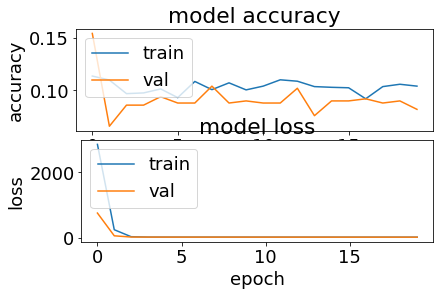 model accuracy
0.15
0.10
accuracy
train
val
model loss
2000
0
loss
train
val
0
5
10
15
epoch